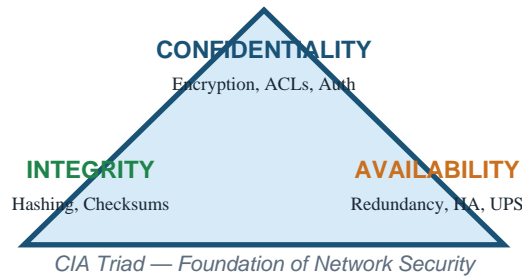 CONFIDENTIALITY
Encryption, ACLs, Auth
INTEGRITY
Hashing, Checksums
AVAILABILITY
Redundancy, HA, UPS
CIA Triad — Foundation of Network Security